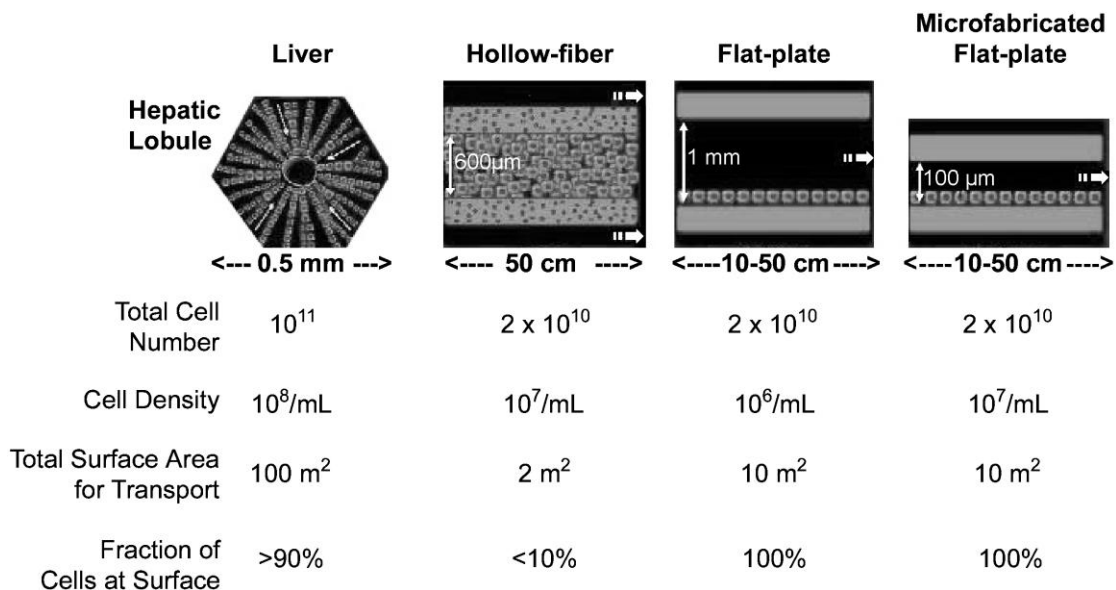 Liver
Hollow-fiber
Flat-plate
Microfabricated
Flat-plate
Hepatic
Lobule
600µm
1 mm
100 µm
<--- 0.5 mm --->
<---- 50 cm ---->
<----10-50 cm---->
<----10-50 cm---->
Total Cell
Number
10¹¹
2 x 10¹⁰
2 x 10¹⁰
2 x 10¹⁰
Cell Density
10⁸/mL
10⁷/mL
10⁶/mL
10⁷/mL
Total Surface Area
for Transport
100 m²
2 m²
10 m²
10 m²
Fraction of
Cells at Surface
>90%
<10%
100%
100%